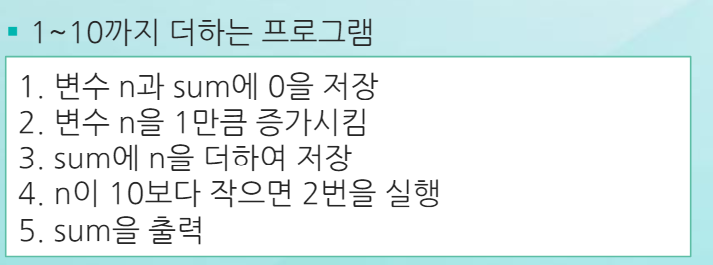 ▪ 1~10까지 더하는 프로그램
1. 변수 n과 sum에 0을 저장
2. 변수 n을 1만큼 증가시킴
3. sum에 n을 더하여 저장
4. n이 10보다 작으면 2번을 실행
5. sum을 출력